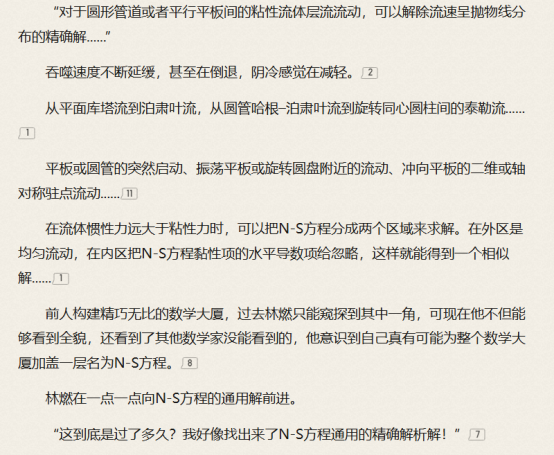 “对于圆形管道或者平行平板间的粘性流体层流流动，可以解除流速呈抛物线分
布的精确解......”
吞噬速度不断延缓，甚至在倒退，阴冷感觉在减轻。 2
从平面库塔流到泊肃叶流，从圆管哈根–泊肃叶流到旋转同心圆柱间的泰勒流......
1
平板或圆管的突然启动、振荡平板或旋转圆盘附近的流动、冲向平板的二维或轴
对称驻点流动...... 11
在流体惯性力远大于粘性力时，可以把N-S方程分成两个区域来求解。在外区是
均匀流动，在内区把N-S方程黏性项的水平导数项给忽略，这样就能得到一个相似
解...... 1
前人构建精巧无比的数学大厦，过去林燃只能窥探到其中一角，可现在他不但能
够看到全貌，还看到了其他数学家没能看到的，他意识到自己真有可能为整个数学大
厦加盖一层名为N-S方程。 8
林燃在一点一点向N-S方程的通用解前进。
“这到底是过了多久？我好像找出来了N-S方程通用的精确解析解！” 7